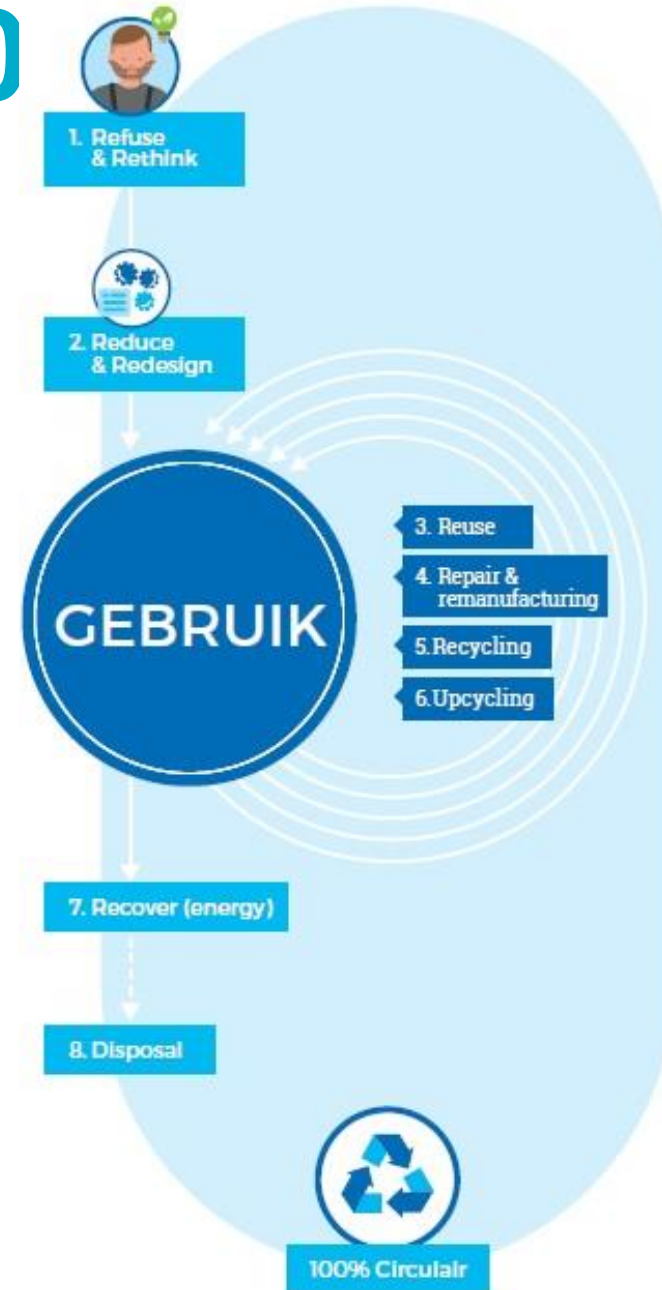 1. Refuse
& Rethink
2. Reduce
& Redesign
GEBRUIK
3. Reuse
4. Repair &
remanufacturing
5.Recycling
6.Upcycling
7. Recover (energy)
8. Disposal
100% Circulair